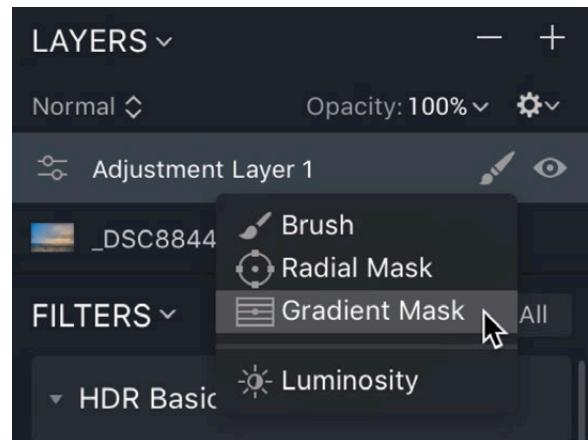 LAYERS
Normal Opacity: 100%
Adjustment Layer 1
_DSC8844
Brush
Radial Mask
Gradient Mask
Luminosity
FILTERS All
HDR Basic